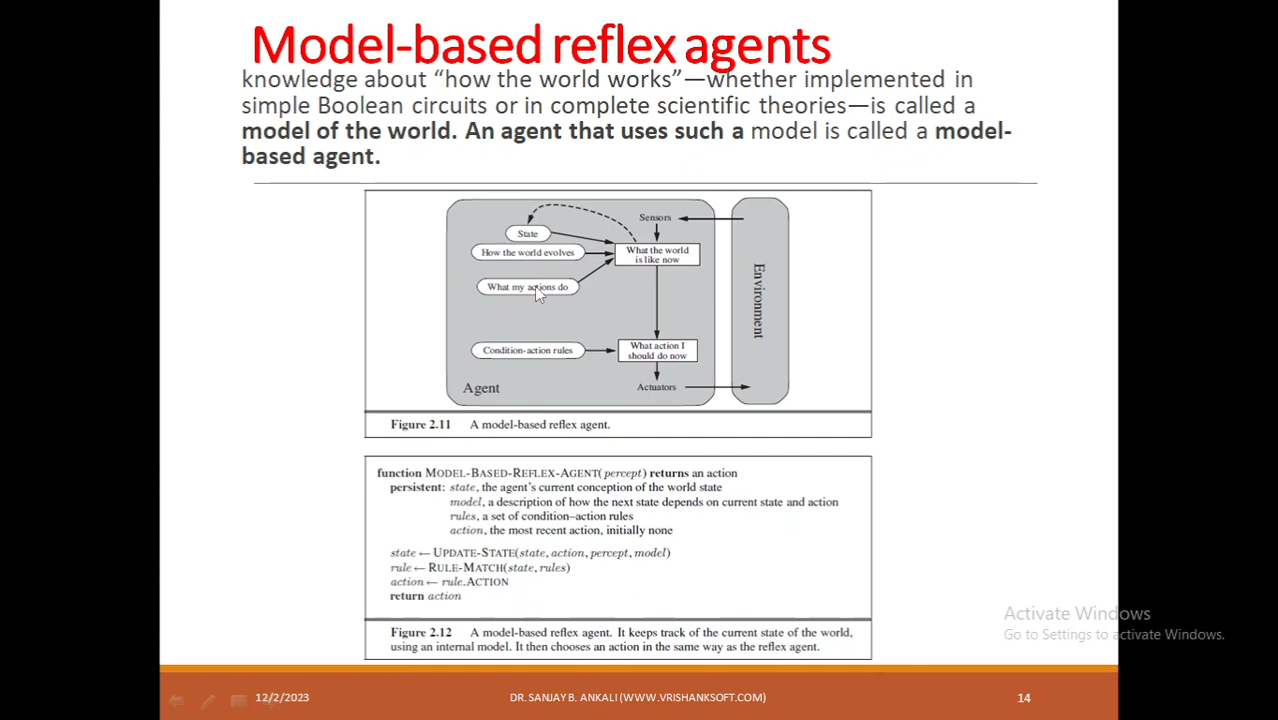 Model-based reflex agents
knowledge about “how the world works”—whether implemented in
simple Boolean circuits or in complete scientific theories—is called a
model of the world. An agent that uses such a model is called a model-
based agent.
Sensors
State
How the world evolves
What the world
is like now
What my actions do
Environment
Condition-action rules
What action I
should do now
Agent
Actuators
Figure 2.11 A model-based reflex agent.
function MODEL-BASED-REFLEX-AGENT(percept) returns an action
persistent: state, the agent's current conception of the world state
model, a description of how the next state depends on current state and action
rules, a set of condition–action rules
action, the most recent action, initially none
state ← UPDATE-STATE(state, action, percept, model)
rule ← RULE-MATCH(state, rules)
action ← rule.ACTION
return action
Figure 2.12 A model-based reflex agent. It keeps track of the current state of the world,
using an internal model. It then chooses an action in the same way as the reflex agent.
Activate Windows
Go to Settings to activate Windows.
12/2/2023
DR. SANJAY B. ANKALI (WWW.VRISHANKSOFT.COM)
14